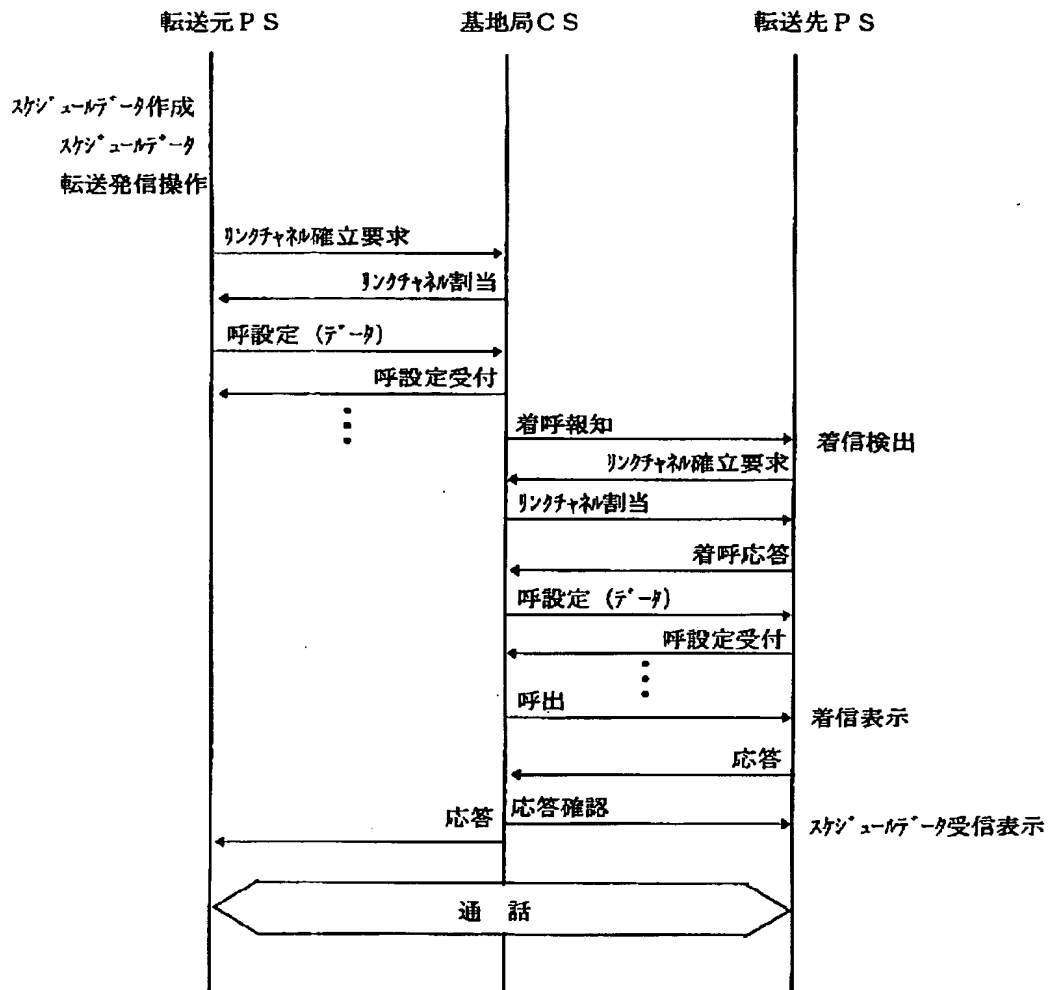 転送元PS 基地局CS 転送先PS
ｽｹｼﾞｭｰﾙﾃﾞｰﾀ作成
ｽｹｼﾞｭｰﾙﾃﾞｰﾀ
転送発信操作
ﾘﾝｸﾁｬﾈﾙ確立要求
ﾘﾝｸﾁｬﾈﾙ割当
呼設定 (ﾃﾞｰﾀ)
呼設定受付
着呼報知 着信検出
ﾘﾝｸﾁｬﾈﾙ確立要求
ﾘﾝｸﾁｬﾈﾙ割当
着呼応答
呼設定 (ﾃﾞｰﾀ)
呼設定受付
呼出 着信表示
応答
応答 応答確認 ｽｹｼﾞｭｰﾙﾃﾞｰﾀ受信表示
通 話